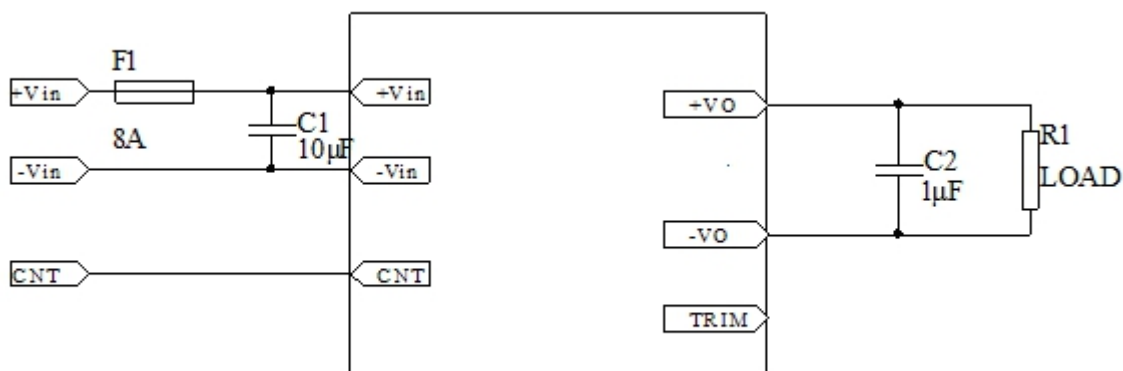 F1
+Vin
+Vin
8A
C1
10μF
-Vin
-Vin
CNT
CNT
+VO
-VO
TRIM
C2
1μF
R1
LOAD